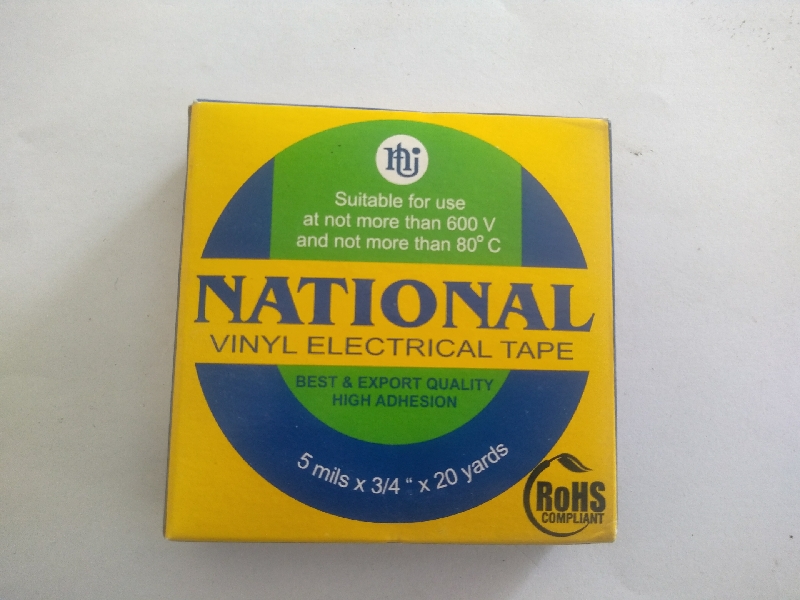 Suitable for use
at not more than 600 V
and not more than 80° C
NATIONAL
VINYL ELECTRICAL TAPE
BEST & EXPORT QUALITY
HIGH ADHESION
5 mils x 3/4 " x 20 yards
RoHS
COMPLIANT